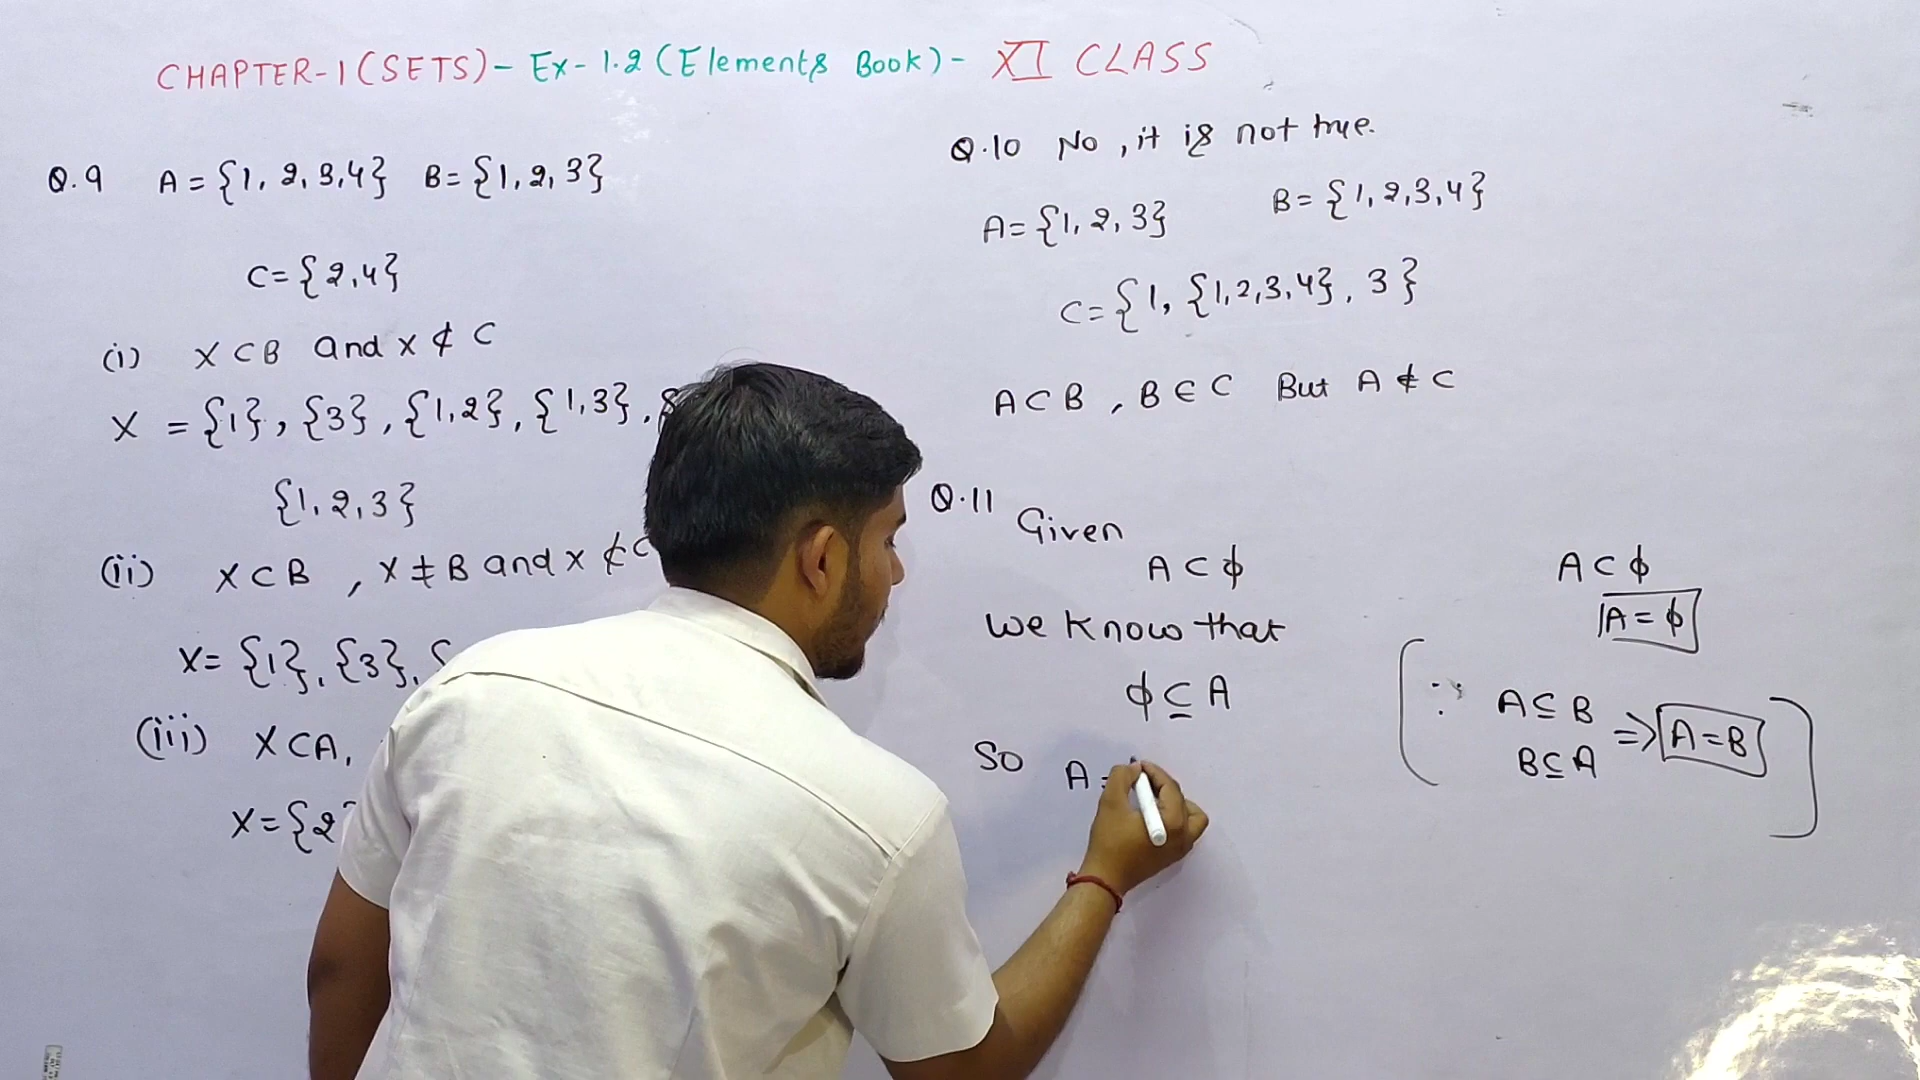 CHAPTER-1 (SETS) - Ex-1.2 (Elements Book) - XI CLASS
Q.9 A = {1, 2, 3, 4} B = {1, 2, 3}
C = {2, 4}
(i) X ⊂ B and X ⊄ C
X = {1}, {3}, {1, 2}, {1, 3}, {
{1, 2, 3}
(ii) X ⊂ B , X ≠ B and X ⊄ C
X = {1}, {3},
(iii) X ⊂ A,
X = {2
Q.10 No, it is not true.
A = {1, 2, 3} B = {1, 2, 3, 4}
C = {1, {1, 2, 3, 4}, 3}
A ⊂ B , B ∈ C But A ⊄ C
Q.11 Given
A ⊂ ϕ
We know that
ϕ ⊆ A
So A =
A ⊂ ϕ
A = ϕ
∵ A ⊆ B
B ⊆ A ⇒ A = B